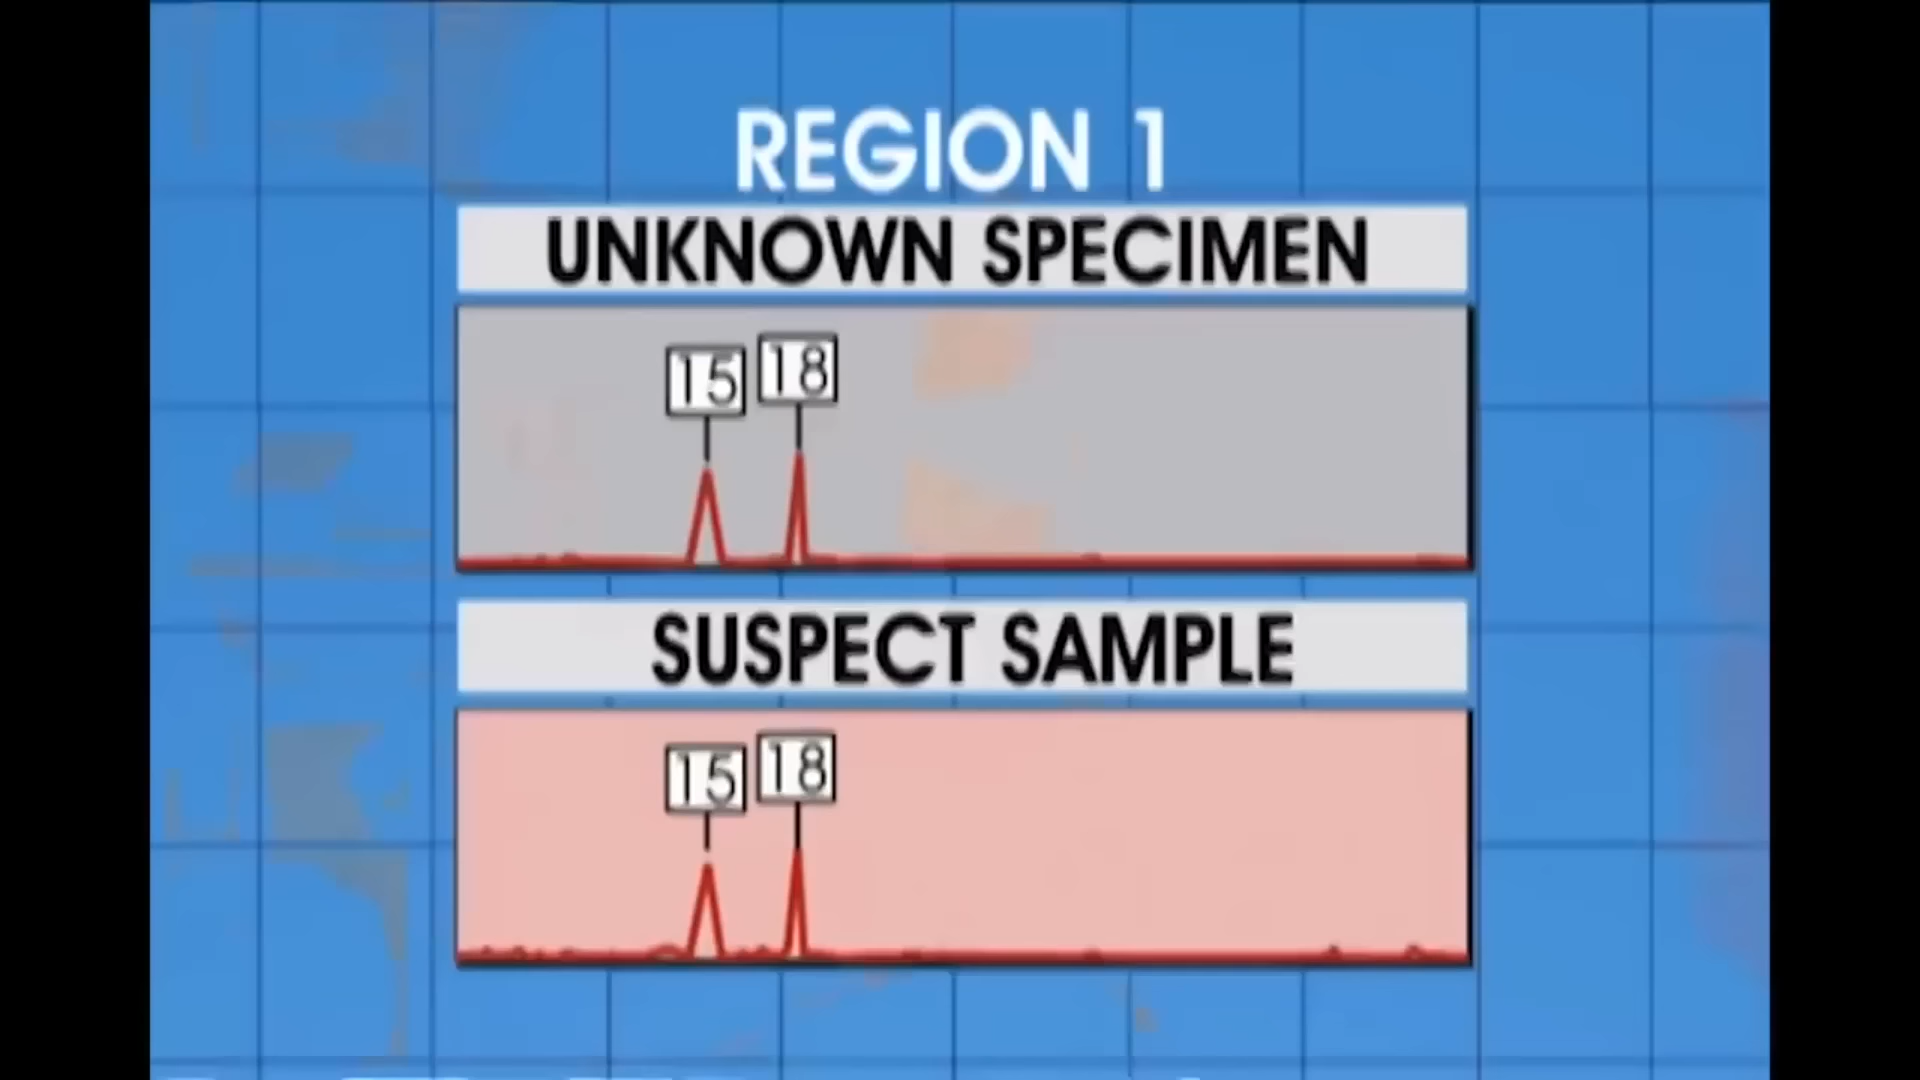 REGION 1
UNKNOWN SPECIMEN
15 18
SUSPECT SAMPLE
15 18